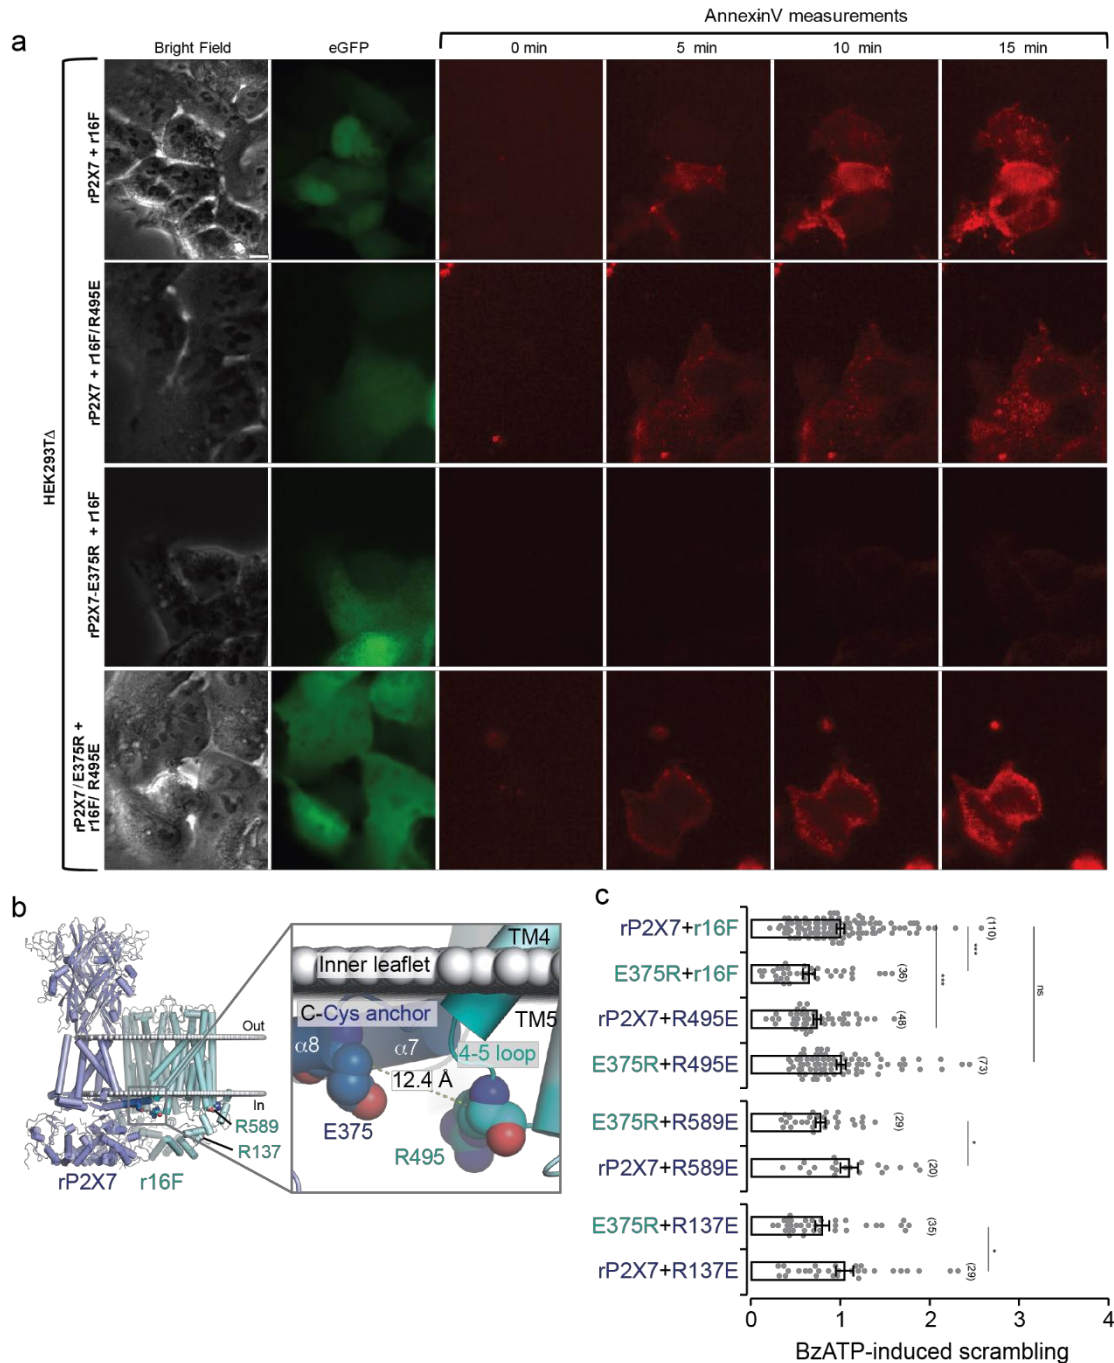 AnnexinV measurements
a
Bright Field
eGFP
0 min
5 min
10 min
15 min
HEK293TΔ
rP2X7 + r16F
rP2X7 + r16F/R495E
rP2X7-E375R + r16F
rP2X7/E375R +
r16F/ R495E
b
Out
In
R589
R137
rP2X7
r16F
TM4
Inner leaflet
C-Cys anchor
TM5
α8
α7
4-5 loop
12.4 Å
E375
R495
c
rP2X7+r16F
(110)
***
E375R+r16F
(36)
***
ns
rP2X7+R495E
(48)
E375R+R495E
(73)
E375R+R589E
(29)
*
rP2X7+R589E
(20)
E375R+R137E
(35)
*
rP2X7+R137E
(29)
0 1 2 3 4
BzATP-induced scrambling